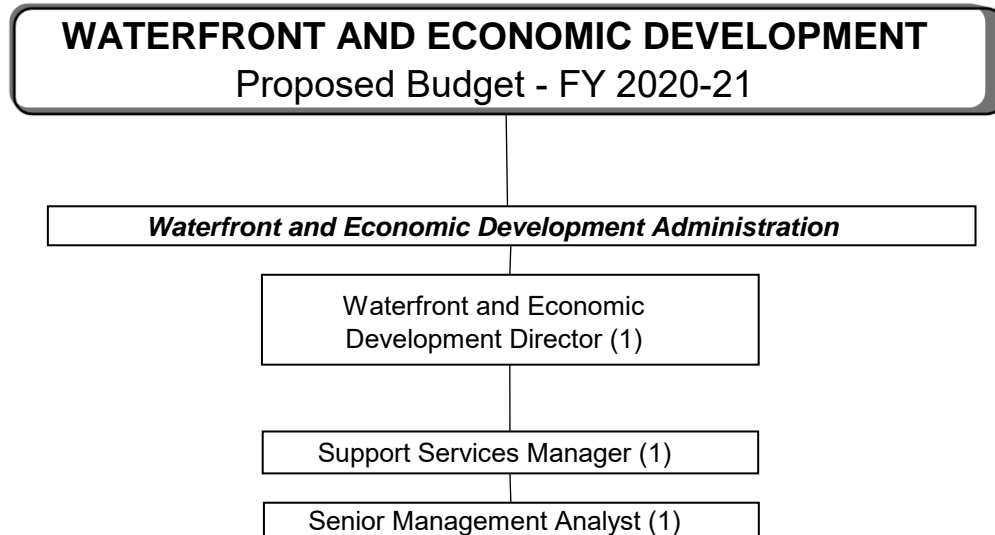 WATERFRONT AND ECONOMIC DEVELOPMENT
Proposed Budget - FY 2020-21
Waterfront and Economic Development Administration
Waterfront and Economic
Development Director (1)
Support Services Manager (1)
Senior Management Analyst (1)